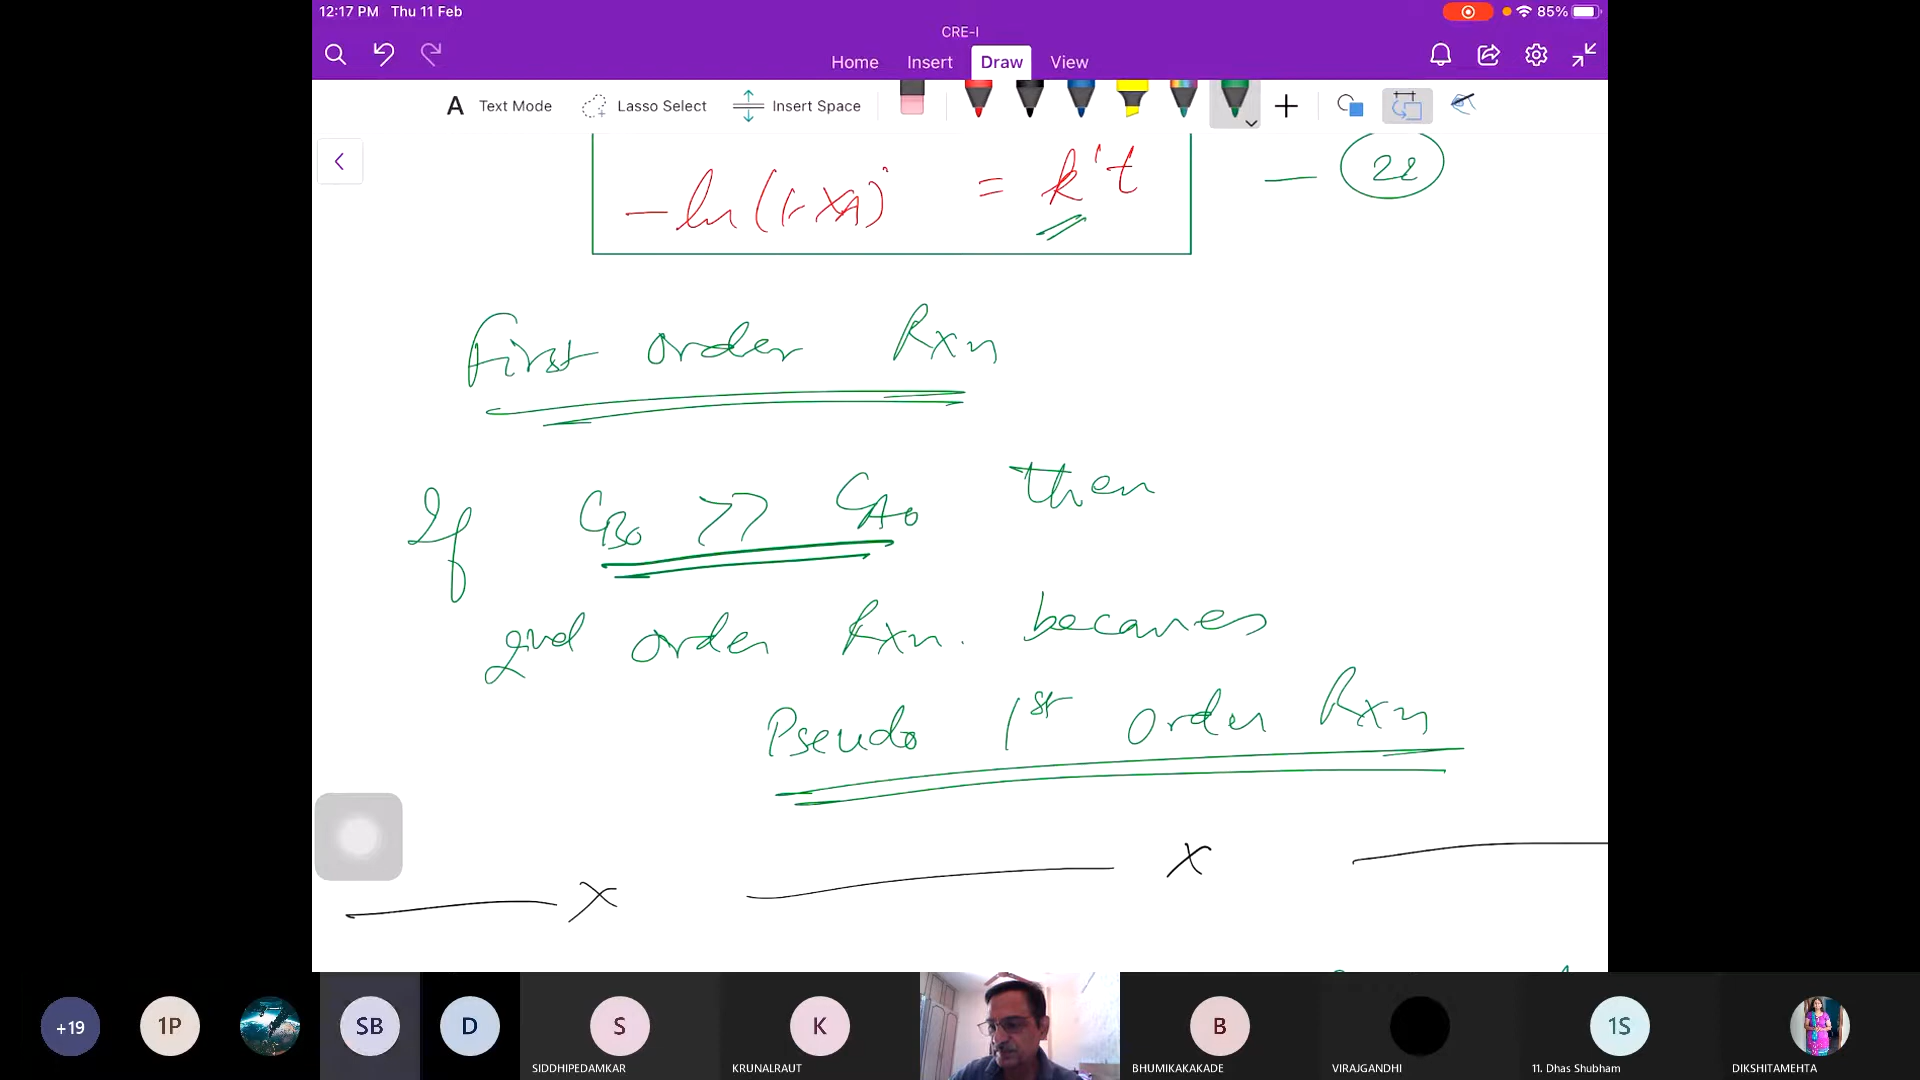 12:17 PM Thu 11 Feb
85%
CRE-I
Home Insert Draw View
A Text Mode Lasso Select Insert Space
-ln(1-XA) = k't — 22
First order Rxn
If CB0 >> CA0 then
2nd order Rxn. becomes
Pseudo 1st order Rxn
x x
+19 1P SB D S K B 1S
SIDDHIPEDAMKAR KRUNALRAUT BHUMIKAKAKADE VIRAJGANDHI 11. Dhas Shubham DIKSHITAMEHTA